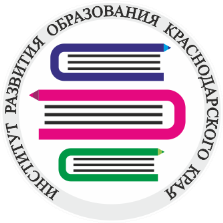 ИНСТИТУТ РАЗВИТИЯ ОБРАЗОВАНИЯ КРАСНОДАРСКОГО КРАЯ